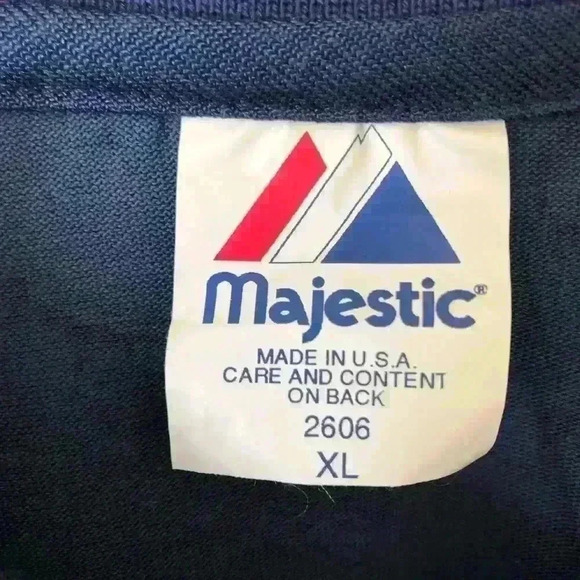 majestic®
MADE IN U.S.A.
CARE AND CONTENT
ON BACK
2606
XL